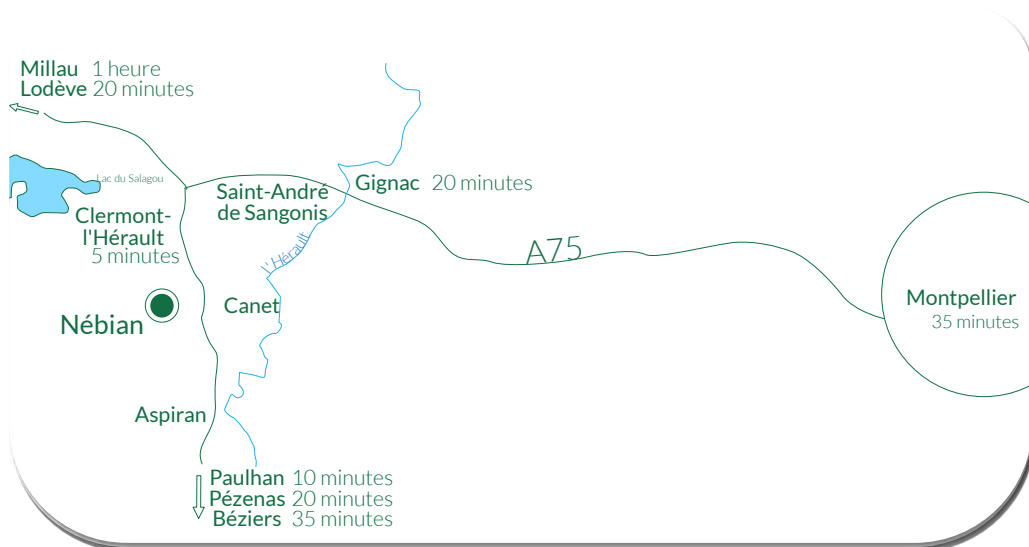 Millau 1 heure
Lodève 20 minutes
Lac du Salagou
Gignac 20 minutes
Saint-André
de Sangonis
Clermont-
l'Hérault
5 minutes
l'Hérault
A75
Canet
Nébian
Montpellier
35 minutes
Aspiran
Paulhan 10 minutes
Pézenas 20 minutes
Béziers 35 minutes